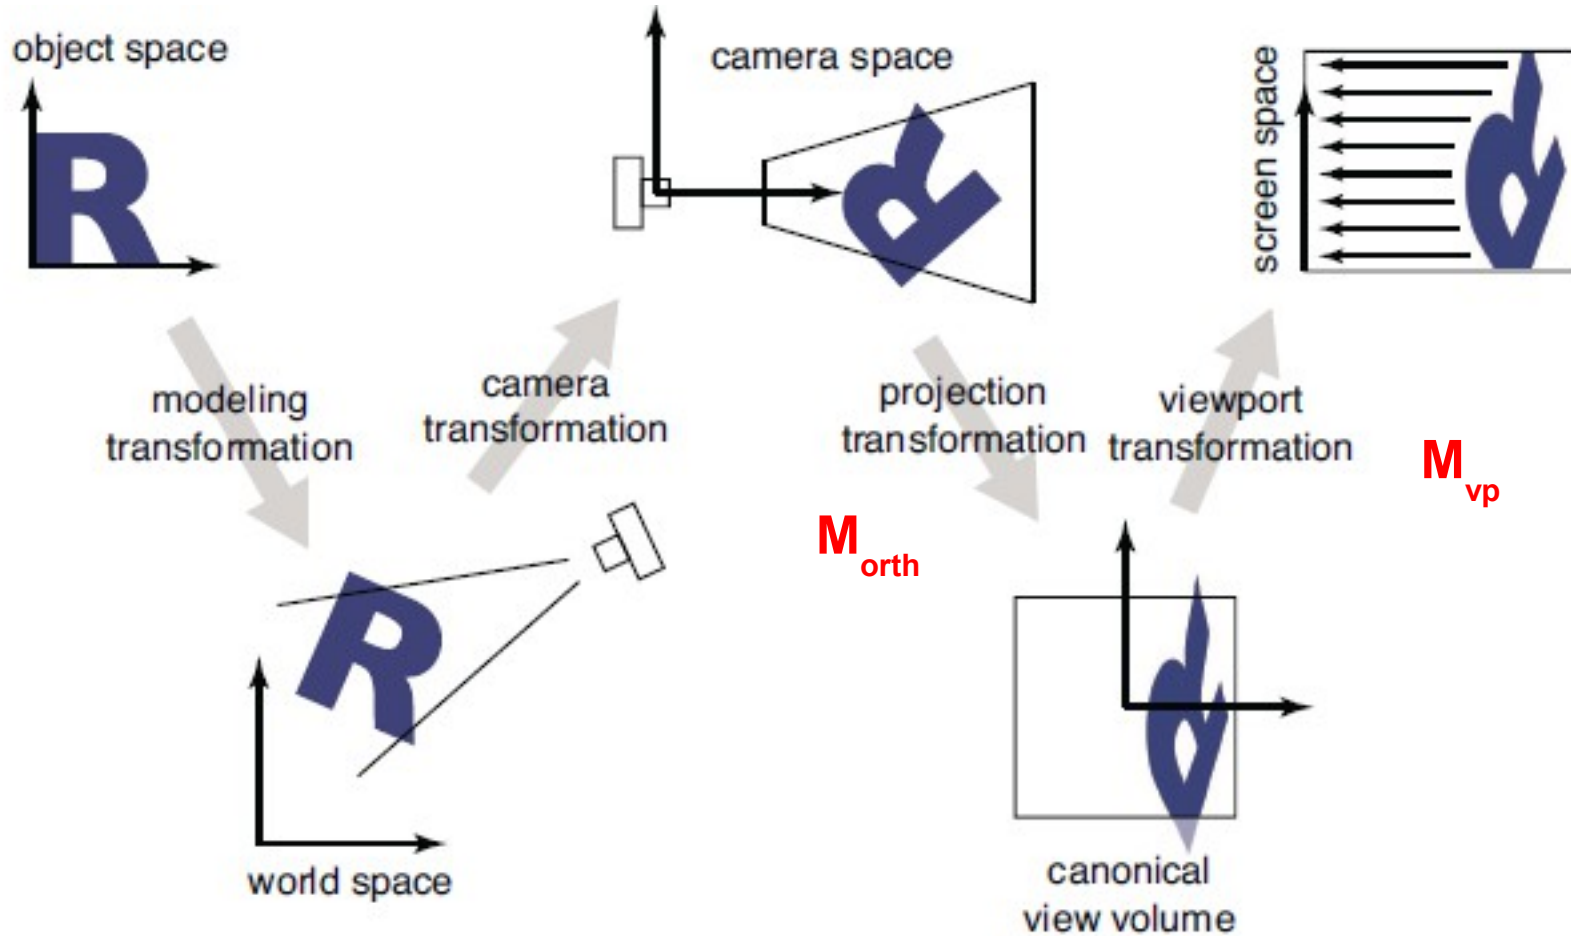 object space
R
modeling
transformation
R
world space
camera
transformation
camera space
R
projection
transformation
M
orth
canonical
view volume
R
viewport
transformation
M
vp
screen space
R